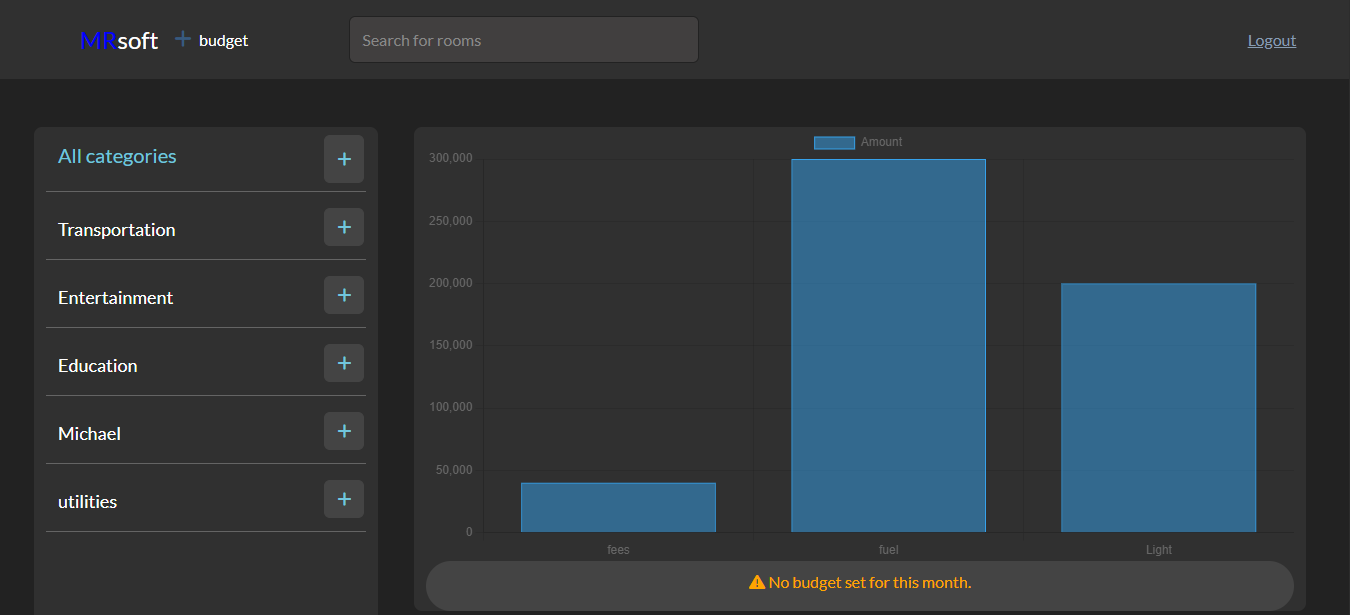 MRsoft + budget
Search for rooms
Logout
All categories +
Transportation +
Entertainment +
Education +
Michael +
utilities +
Amount
300,000
250,000
200,000
150,000
100,000
50,000
0
fees fuel Light
No budget set for this month.